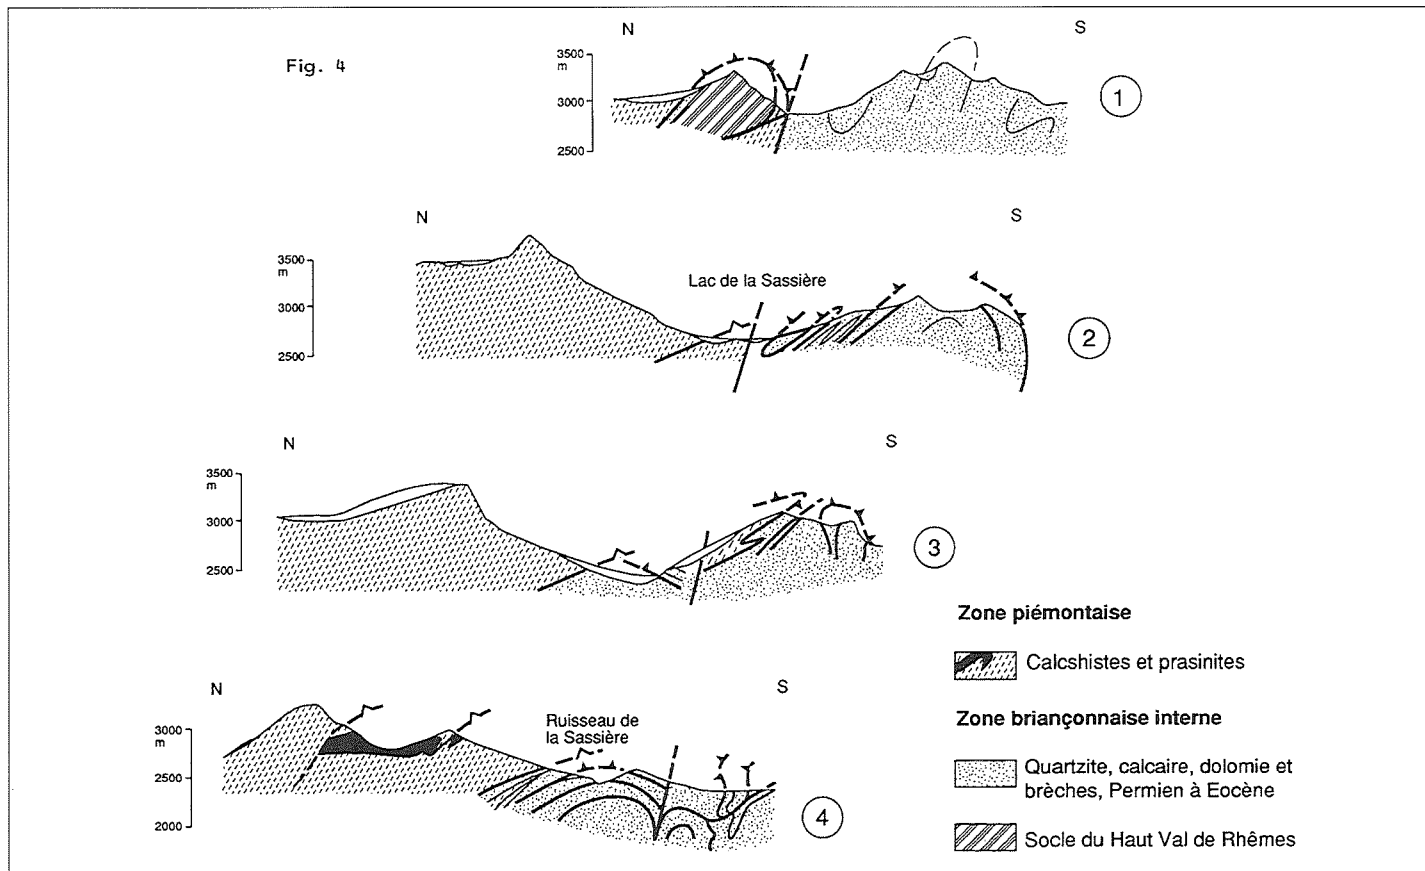 Fig. 4
N
S
3500
m
3000
2500
1
N
S
3500
m
3000
2500
Lac de la Sassière
2
N
S
3500
m
3000
2500
3
Zone piémontaise
Calcshistes et prasinites
Zone briançonnaise interne
Quartzite, calcaire, dolomie et
brèches, Permien à Eocène
Socle du Haut Val de Rhêmes
N
S
3000
m
2500
2000
Ruisseau de
la Sassière
4